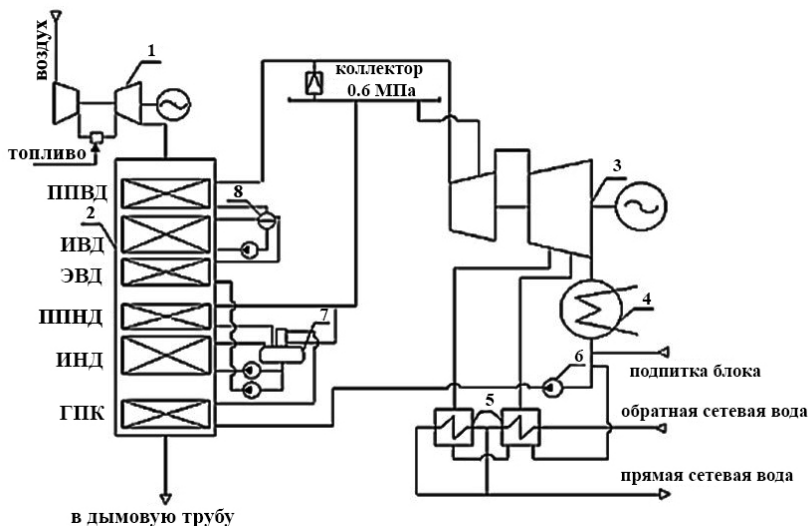 воздух
1
коллектор
0.6 МПа
топливо
ППВД
2
8
3
ИВД
ЭВД
4
ППНД
7
ИНД
6
подпитка блока
ГПК
5
обратная сетевая вода
прямая сетевая вода
в дымовую трубу